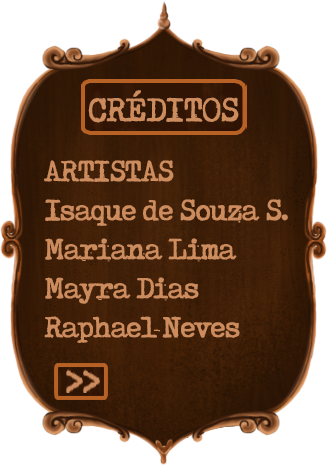 CRÉDITOS
ARTISTAS
Isaque de Souza S.
Mariana Lima
Mayra Dias
Raphael Neves
>>